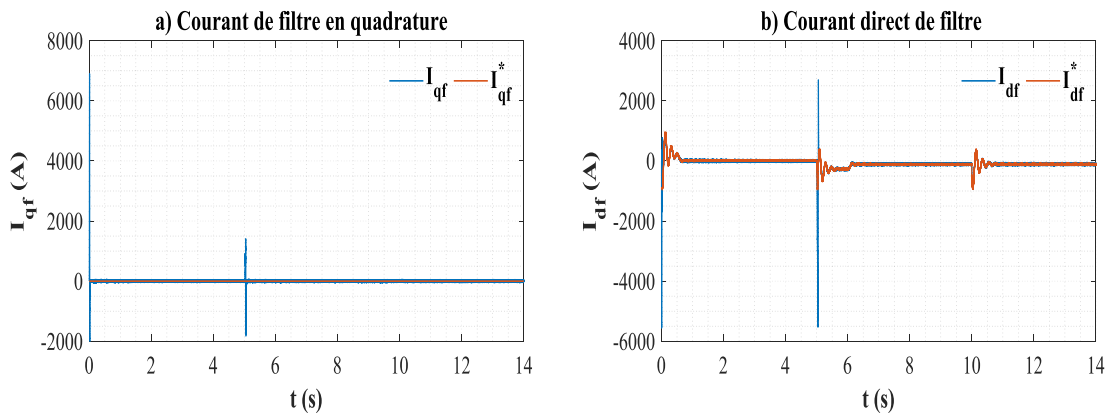 a) Courant de filtre en quadrature
8000
6000
4000
2000
0
-2000
I_qf (A)
I_qf I*_qf
0 2 4 6 8 10 12 14
t (s)
b) Courant direct de filtre
4000
2000
0
-2000
-4000
-6000
I_df (A)
I_df I*_df
0 2 4 6 8 10 12 14
t (s)